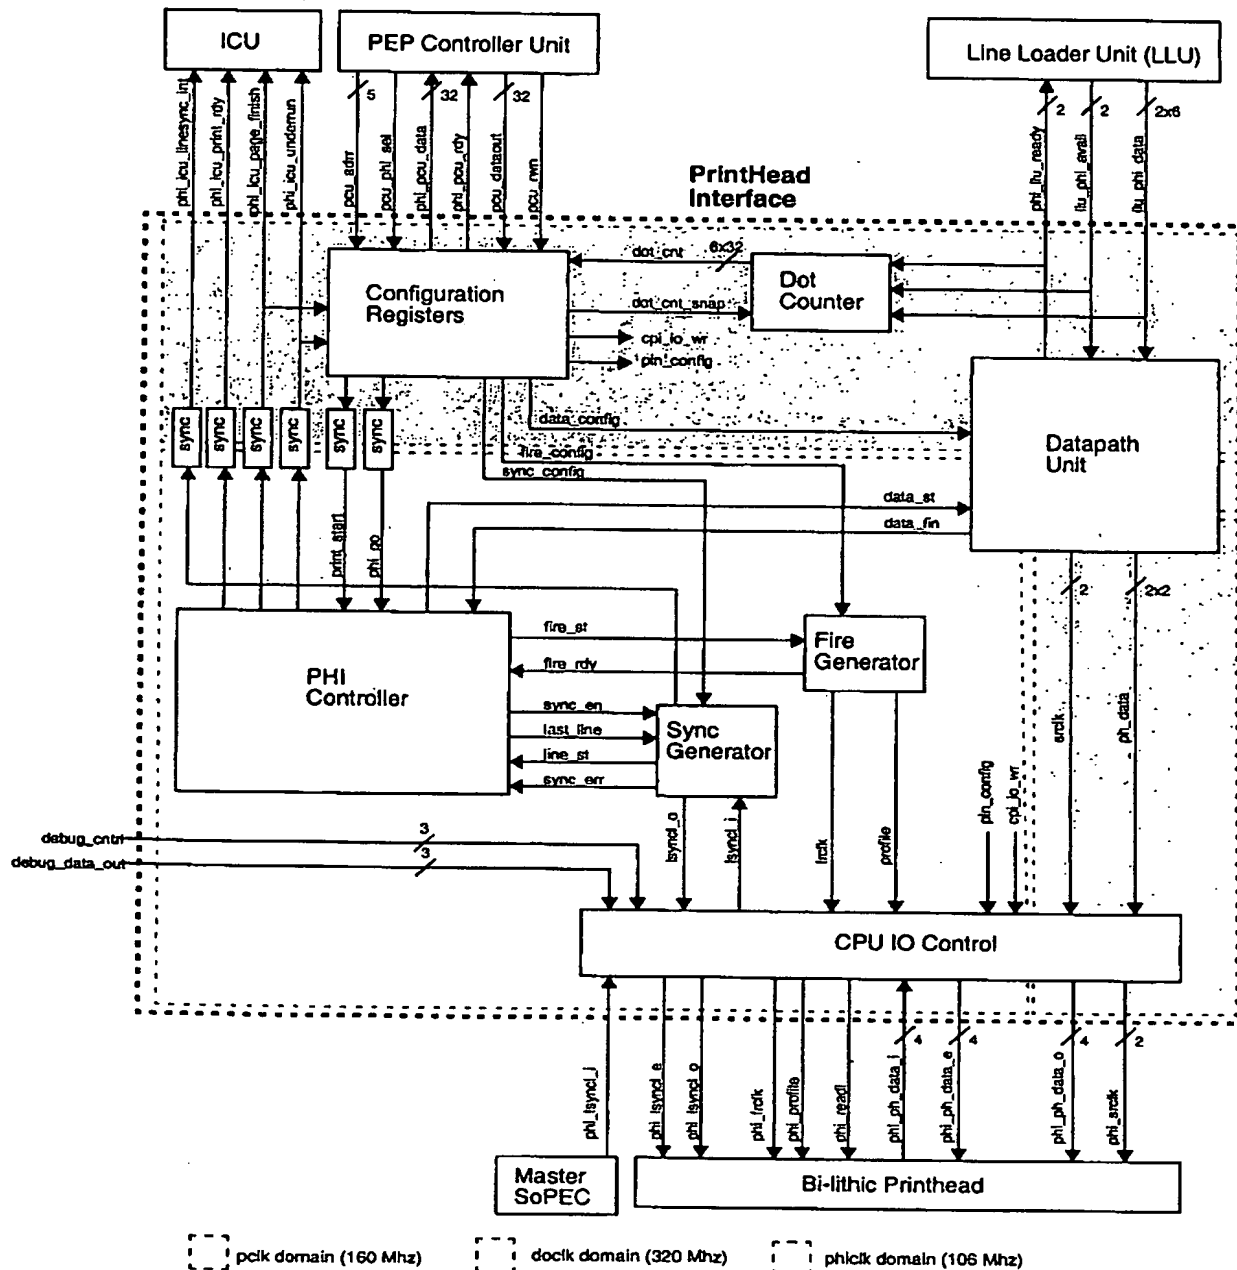 ICU
PEP Controller Unit
Line Loader Unit (LLU)
phi_icu_linesync_int
phi_icu_print_rdy
phi_icu_page_finish
phi_icu_underrun
5
32
32
pcu_adrr
pcu_phi_sel
phi_pcu_data
phi_pcu_rdy
pcu_dataout
pcu_rwn
2
2
2x6
phi_llu_ready
llu_phi_avail
llu_phi_data
PrintHead
Interface
Configuration
Registers
dot_cnt
6x32
dot_cnt_snap
Dot
Counter
cpi_io_wr
pin_config
sync
sync
sync
sync
sync
sync
data_config
fire_config
sync_config
Datapath
Unit
data_st
data_fin
print_start
phi_go
2
2x2
PHI
Controller
fire_st
fire_rdy
Fire
Generator
sync_en
last_line
line_st
sync_err
Sync
Generator
srclk
ph_data
pin_config
cpi_io_wr
debug_cntrl
3
debug_data_out
3
lsyncl_o
lsyncl_i
frclk
profile
CPU IO Control
4
4
4
2
phi_lsyncl_i
phi_lsyncl_e
phi_lsyncl_o
phi_frclk
phi_profile
phi_readl
phi_ph_data_i
phi_ph_data_e
phi_ph_data_o
phi_srclk
Master
SoPEC
Bi-lithic Printhead
pclk domain (160 Mhz)
doclk domain (320 Mhz)
phiclk domain (106 Mhz)